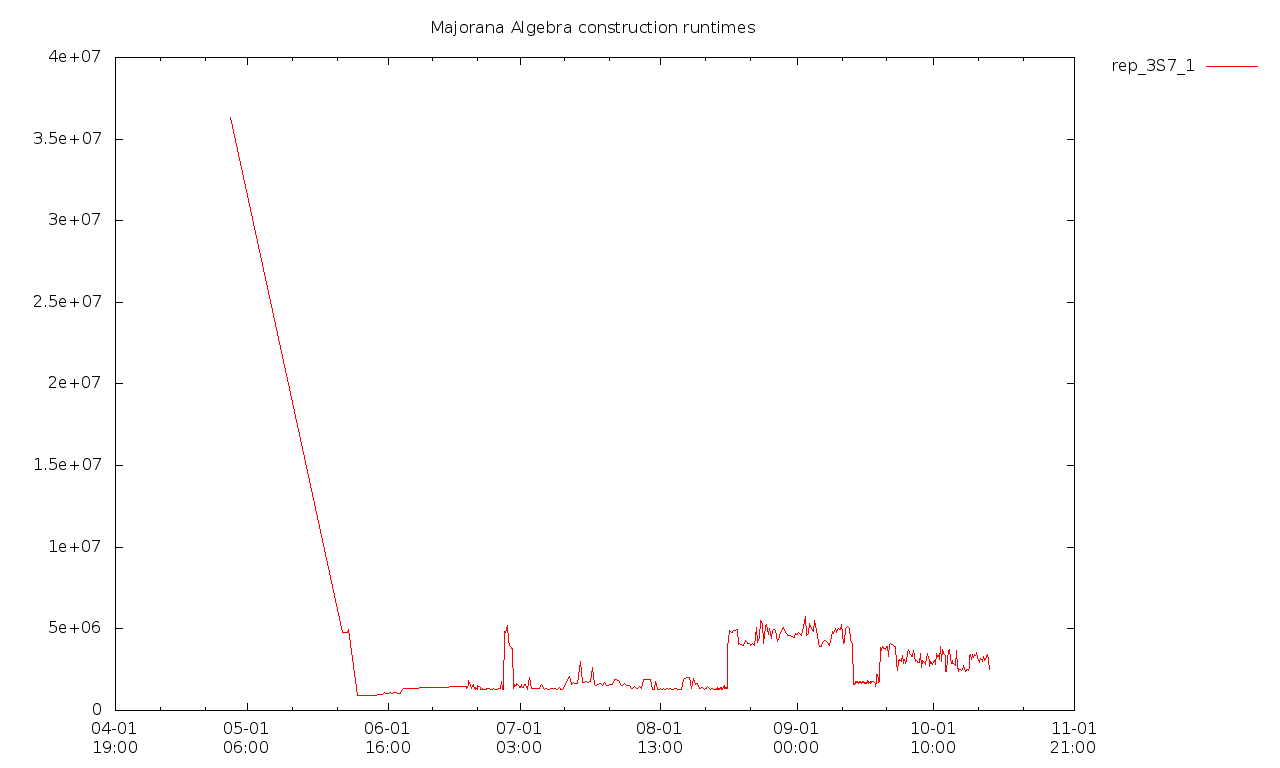 Majorana Algebra construction runtimes
rep_3S7_1
4e+07
3.5e+07
3e+07
2.5e+07
2e+07
1.5e+07
1e+07
5e+06
0
04-01 05-01 06-01 07-01 08-01 09-01 10-01 11-01
19:00 06:00 16:00 03:00 13:00 00:00 10:00 21:00